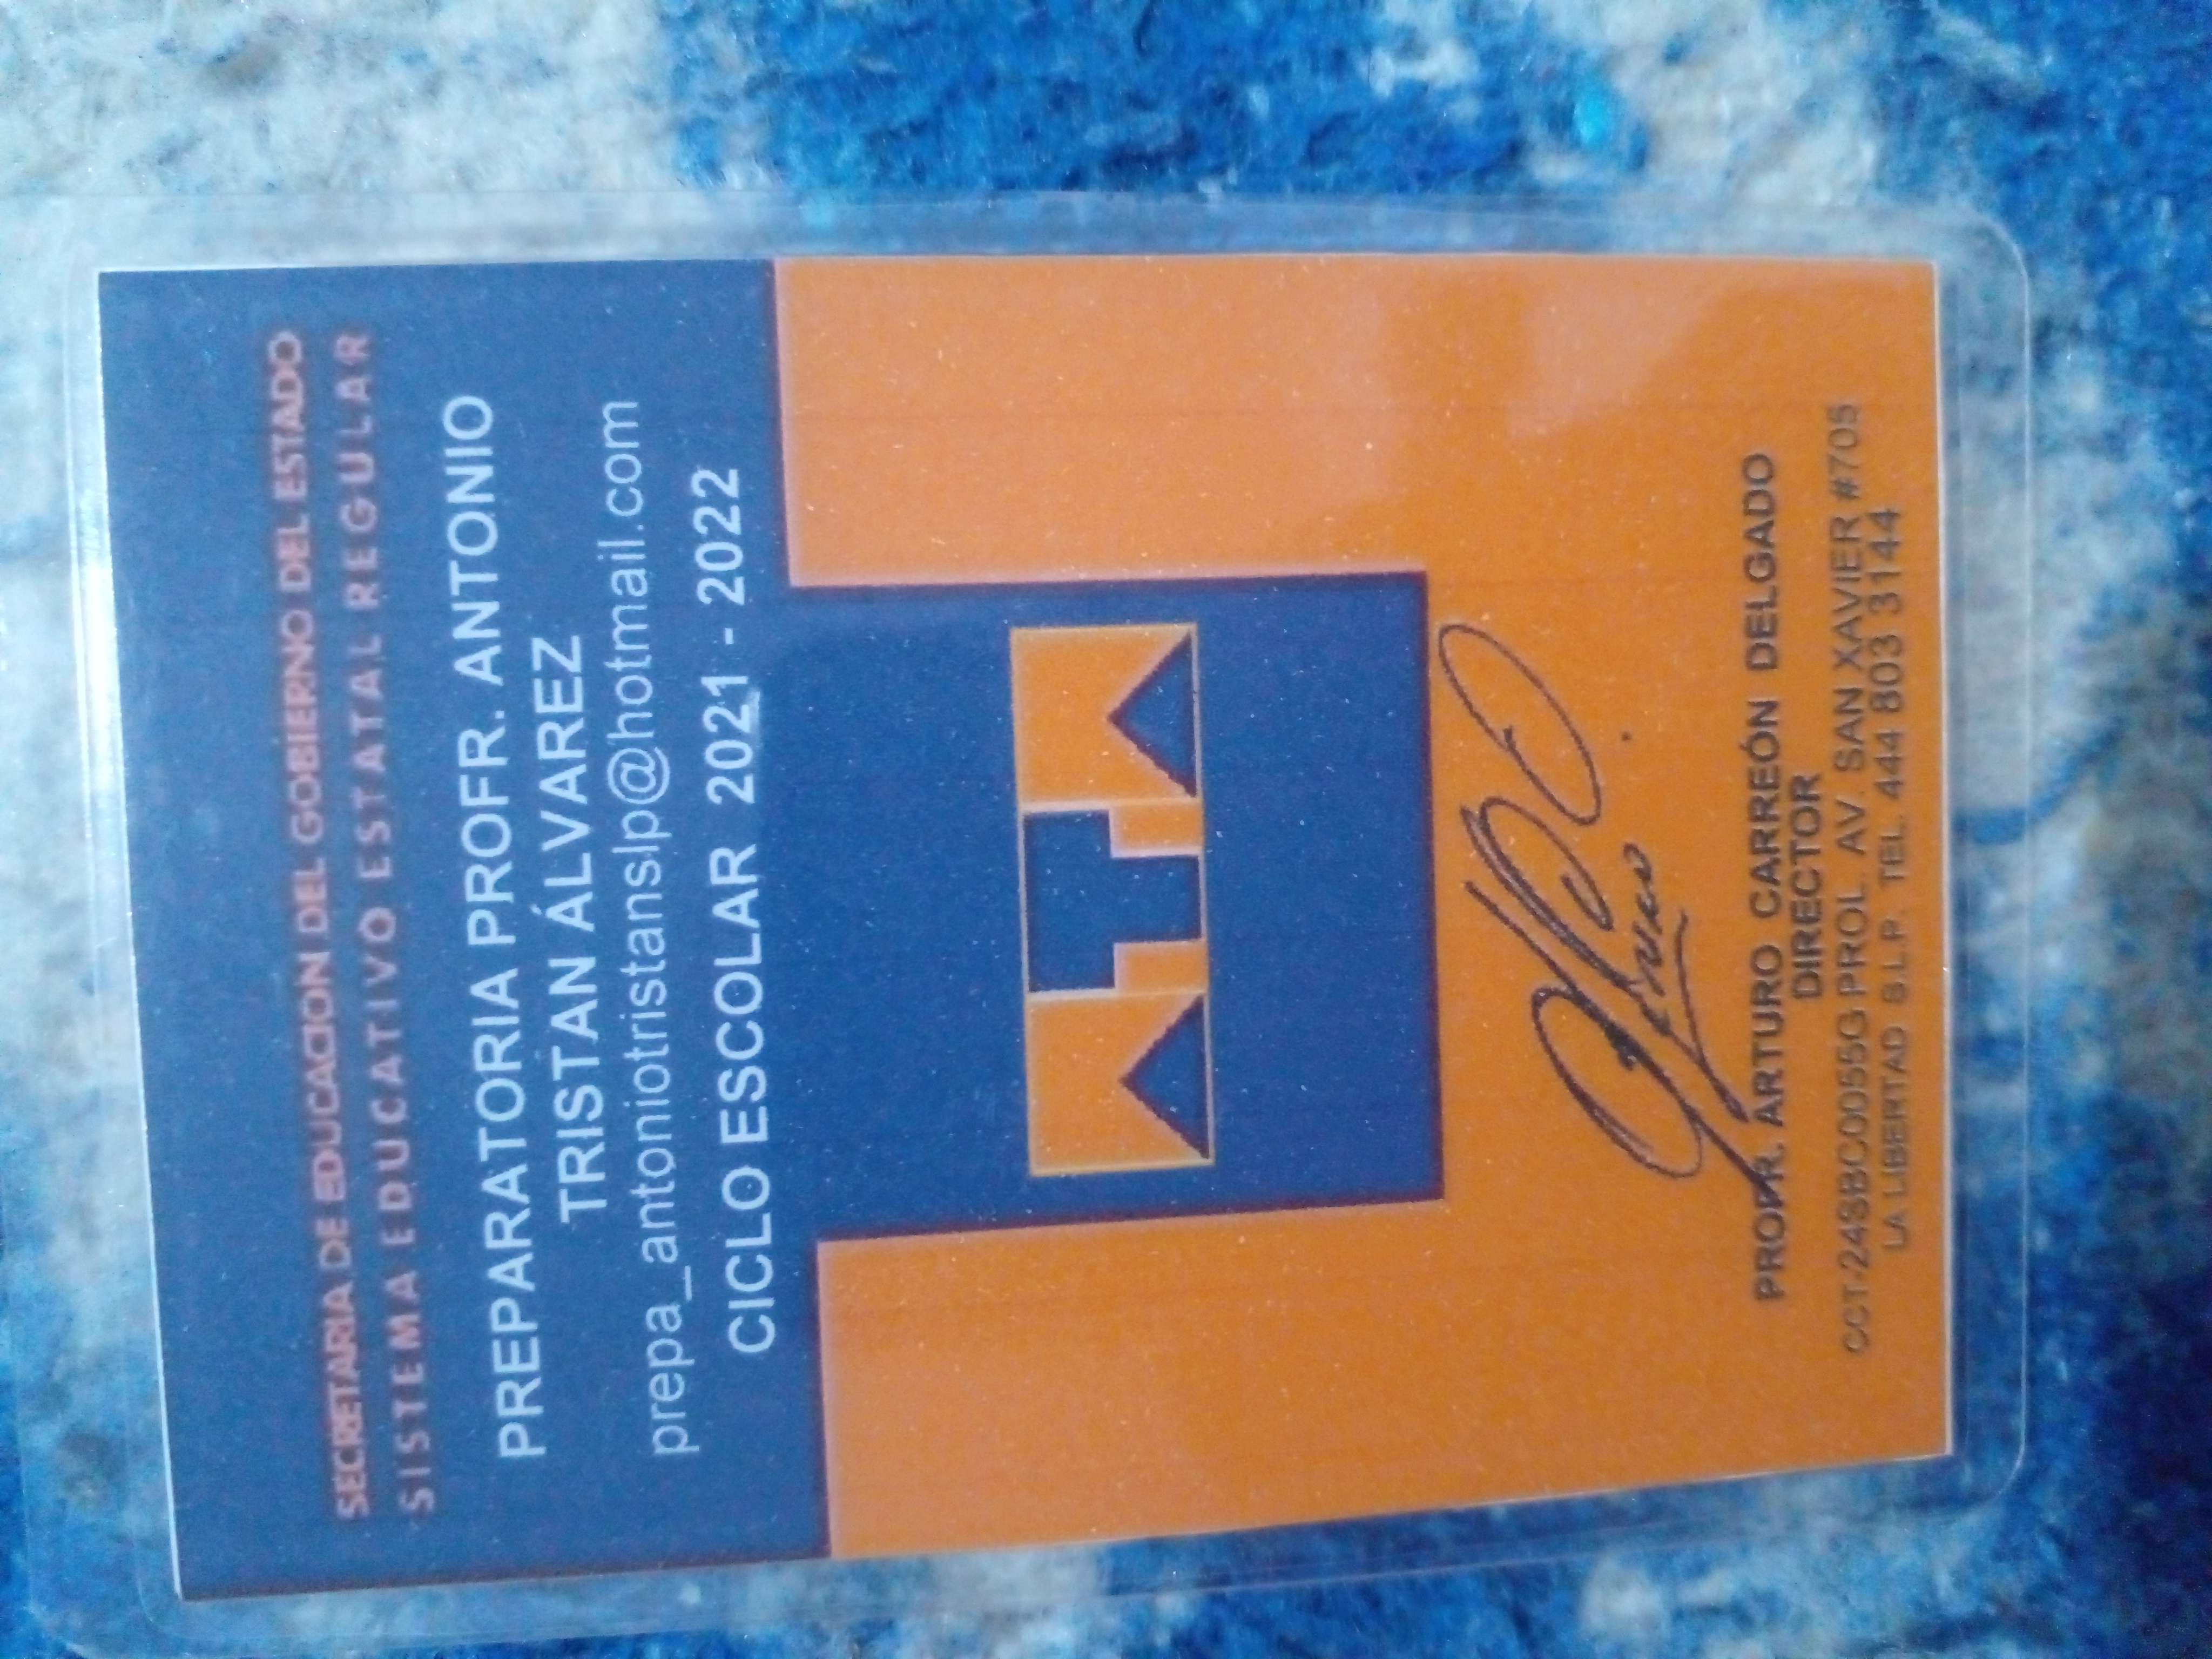 SECRETARIA DE EDUCACION DEL GOBIERNO DEL ESTADO
SISTEMA EDUCATIVO ESTATAL REGULAR
PREPARATORIA PROFR. ANTONIO
TRISTAN ÁLVAREZ
prepa_antoniotristanslp@hotmail.com
CICLO ESCOLAR 2021 - 2022
PROFR. ARTURO CARREÓN DELGADO
DIRECTOR
CCT-24SBC0055G PROL. AV. SAN XAVIER #705
LA LIBERTAD S.L.P. TEL. 444 803 3144